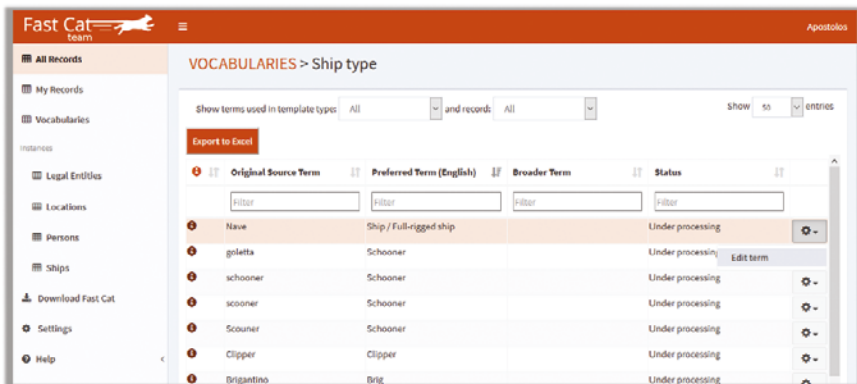 Fast Cat
team
Apostolos
All Records
My Records
Vocabularies
Instances
Legal Entities
Locations
Persons
Ships
Download Fast Cat
Settings
Help
VOCABULARIES > Ship type
Show terms used in template type: All and record: All Show 50 entries
Export to Excel
Original Source Term Preferred Term (English) Broader Term Status
Filter Filter Filter Filter
Nave Ship / Full-rigged ship Under processing
goletta Schooner Under processing Edit term
schooner Schooner Under processing
scooner Schooner Under processing
Scouner Schooner Under processing
Clipper Clipper Under processing
Brigantino Brig Under processing